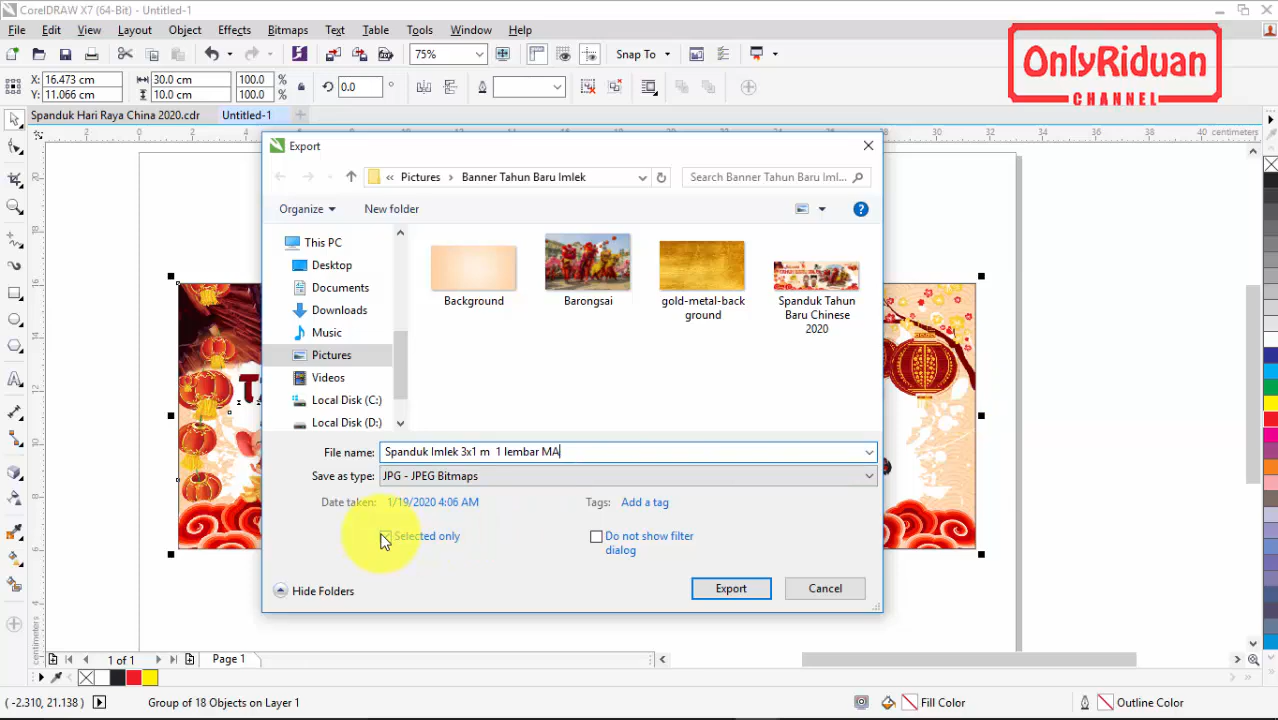 CorelDRAW X7 (64-Bit) - Untitled-1
File Edit View Layout Object Effects Bitmaps Text Table Tools Window Help
75%
Snap To
OnlyRiduan
CHANNEL
X: 16.473 cm
Y: 11.066 cm
30.0 cm
10.0 cm
100.0 %
100.0 %
0.0 °
Spanduk Hari Raya China 2020.cdr Untitled-1
centimeters
Export
« Pictures > Banner Tahun Baru Imlek
Search Banner Tahun Baru Iml...
Organize New folder
This PC
Desktop
Documents
Downloads
Music
Pictures
Videos
Local Disk (C:)
Local Disk (D:)
Background
Barongsai
gold-metal-back
ground
Spanduk Tahun
Baru Chinese
2020
File name: Spanduk Imlek 3x1 m  1 lembar MA
Save as type: JPG - JPEG Bitmaps
Date taken: 1/19/2020 4:06 AM Tags: Add a tag
Selected only
Do not show filter
dialog
Hide Folders Export Cancel
centimeters
1 of 1 Page 1
( -2.310, 21.138 ) Group of 18 Objects on Layer 1 Fill Color Outline Color